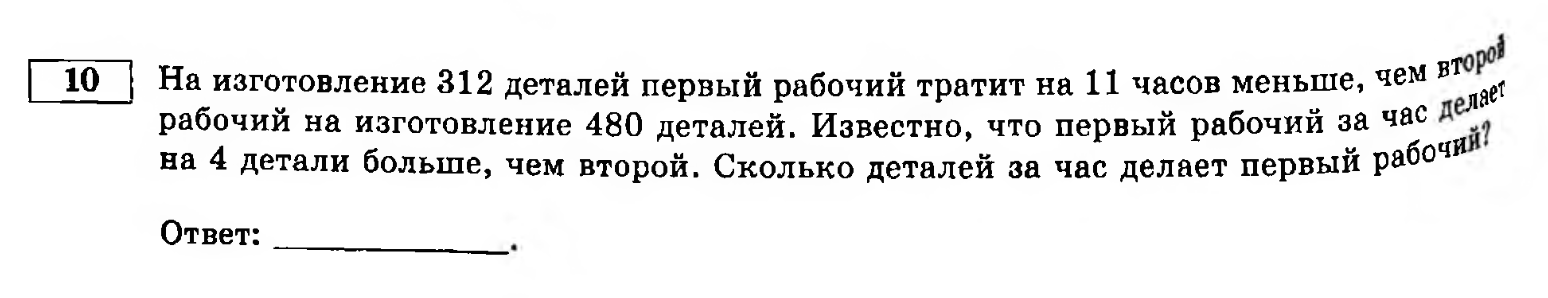 10 На изготовление 312 деталей первый рабочий тратит на 11 часов меньше, чем второй
рабочий на изготовление 480 деталей. Известно, что первый рабочий за час делает
на 4 детали больше, чем второй. Сколько деталей за час делает первый рабочий?
Ответ: ______________.